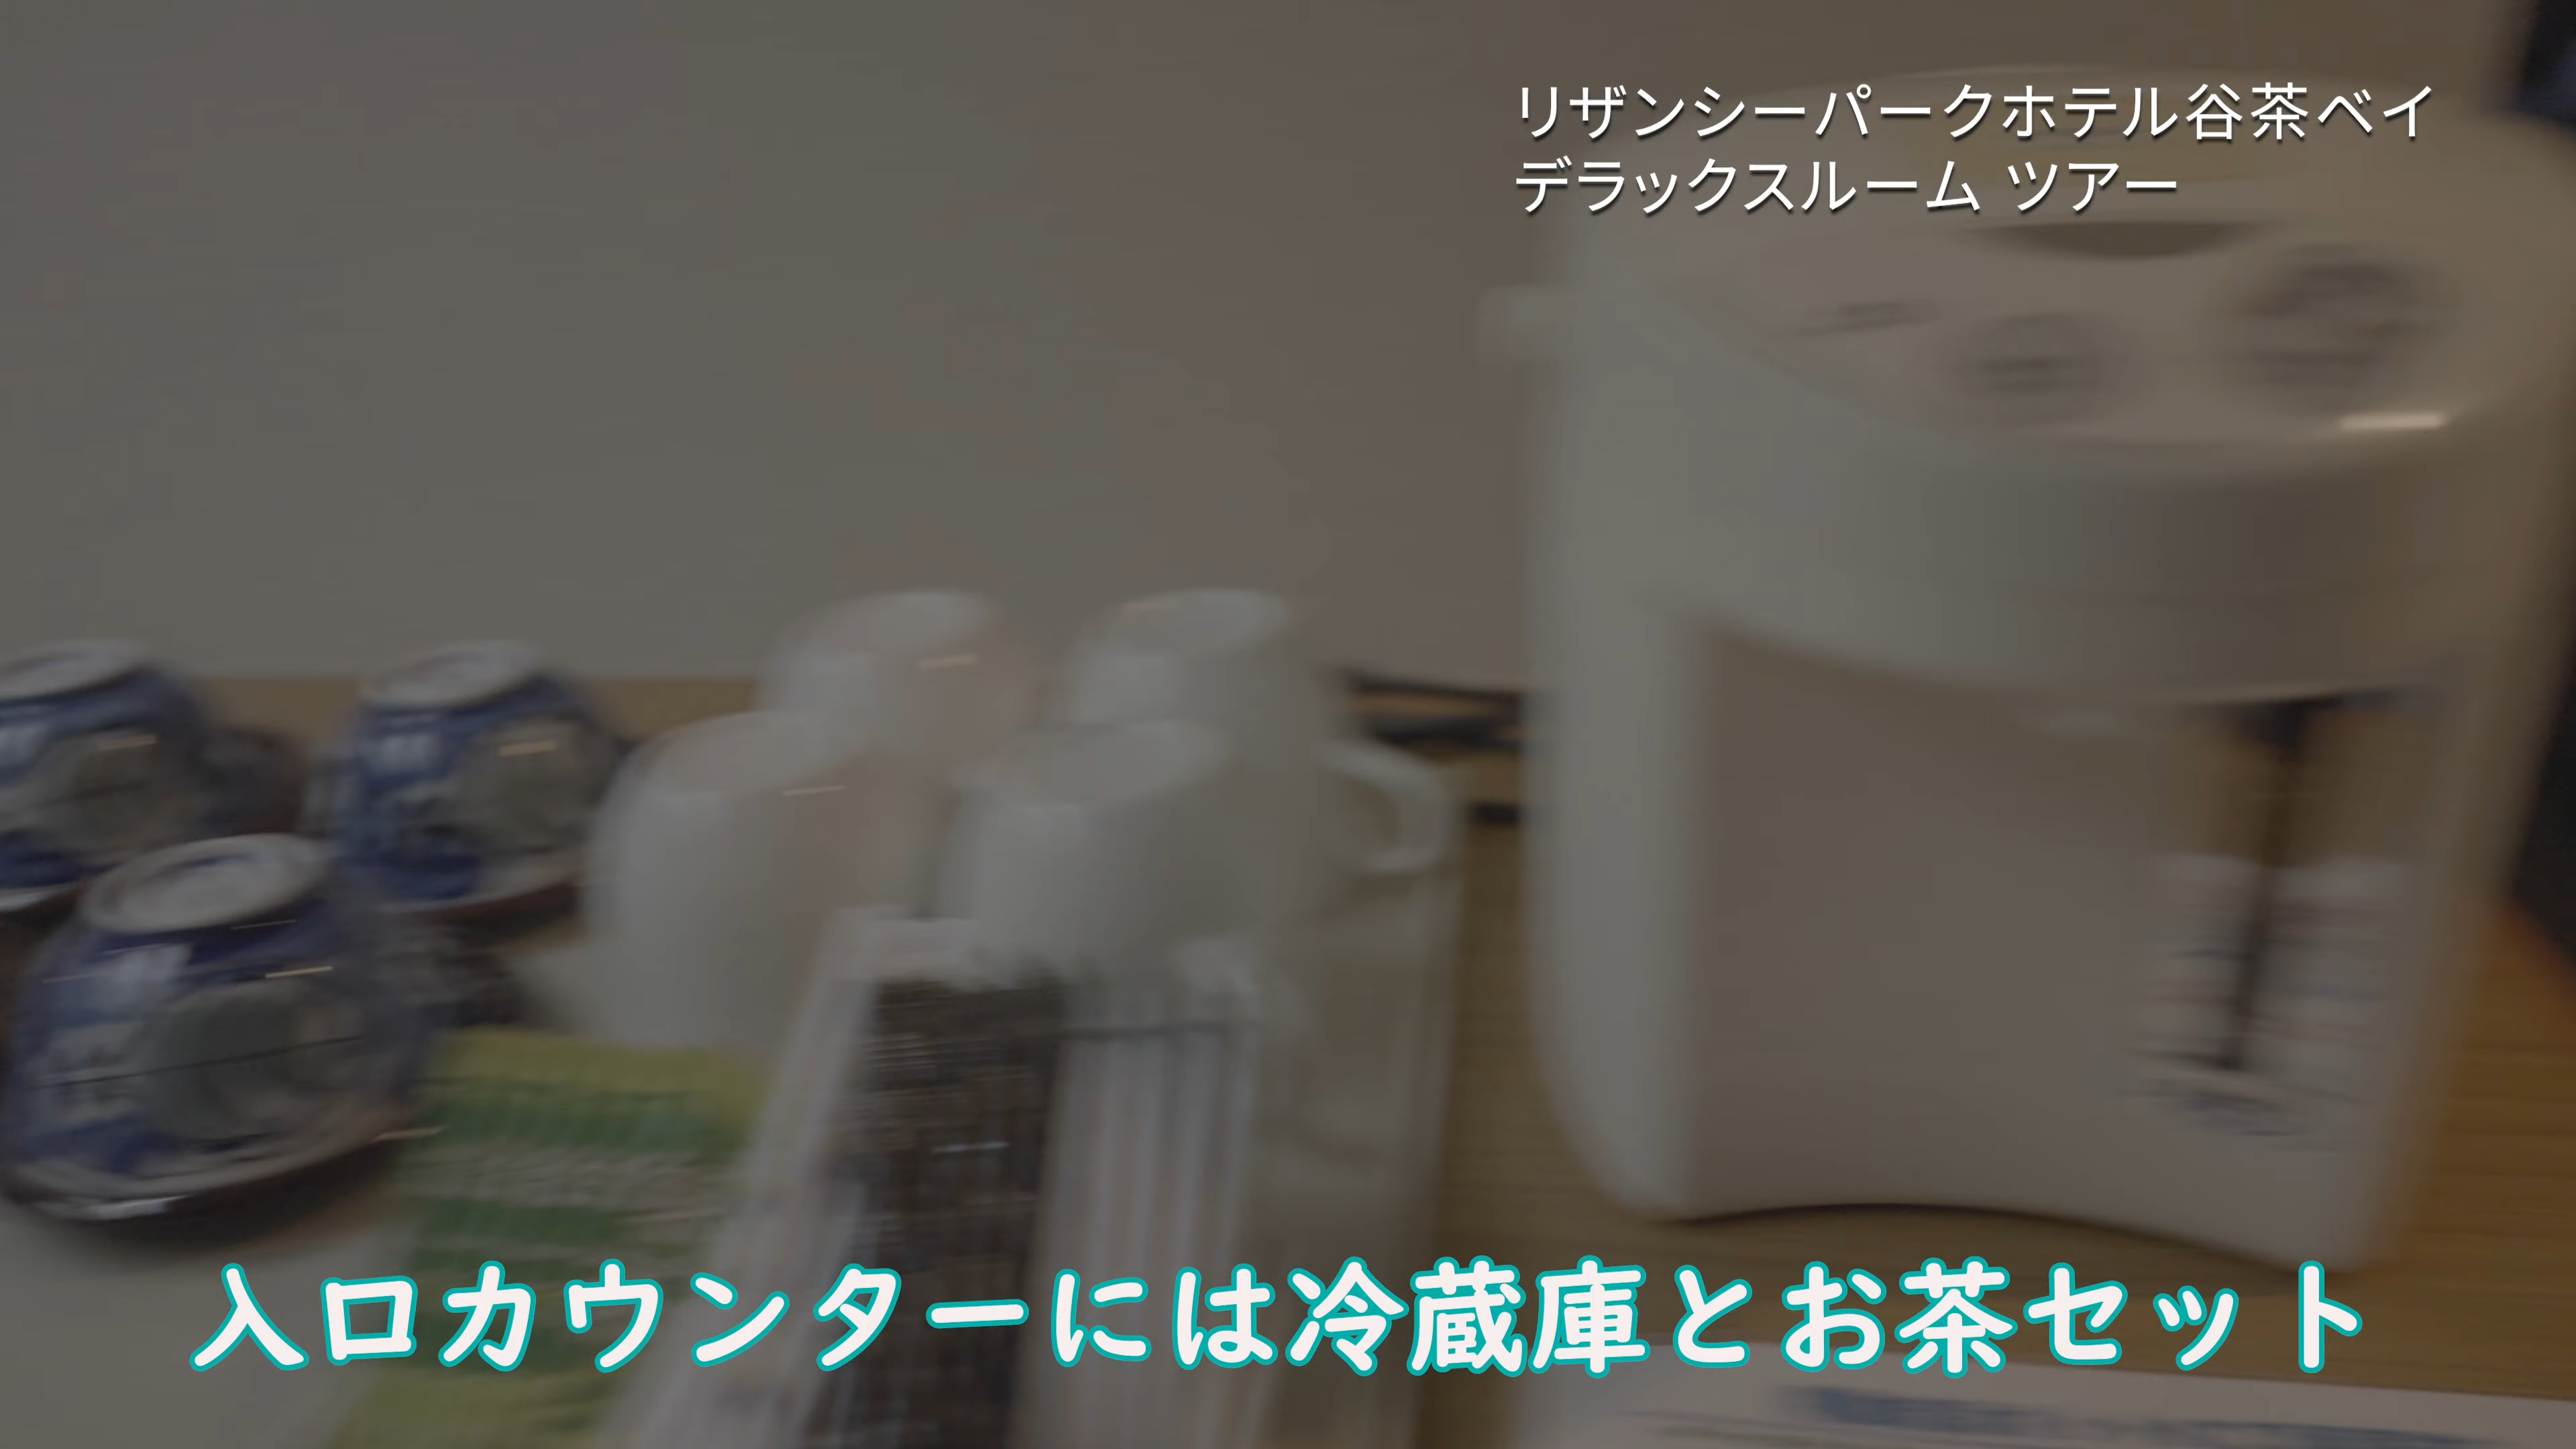 リザンシーパークホテル谷茶ベイ
デラックスルーム ツアー
入口カウンターには冷蔵庫とお茶セット